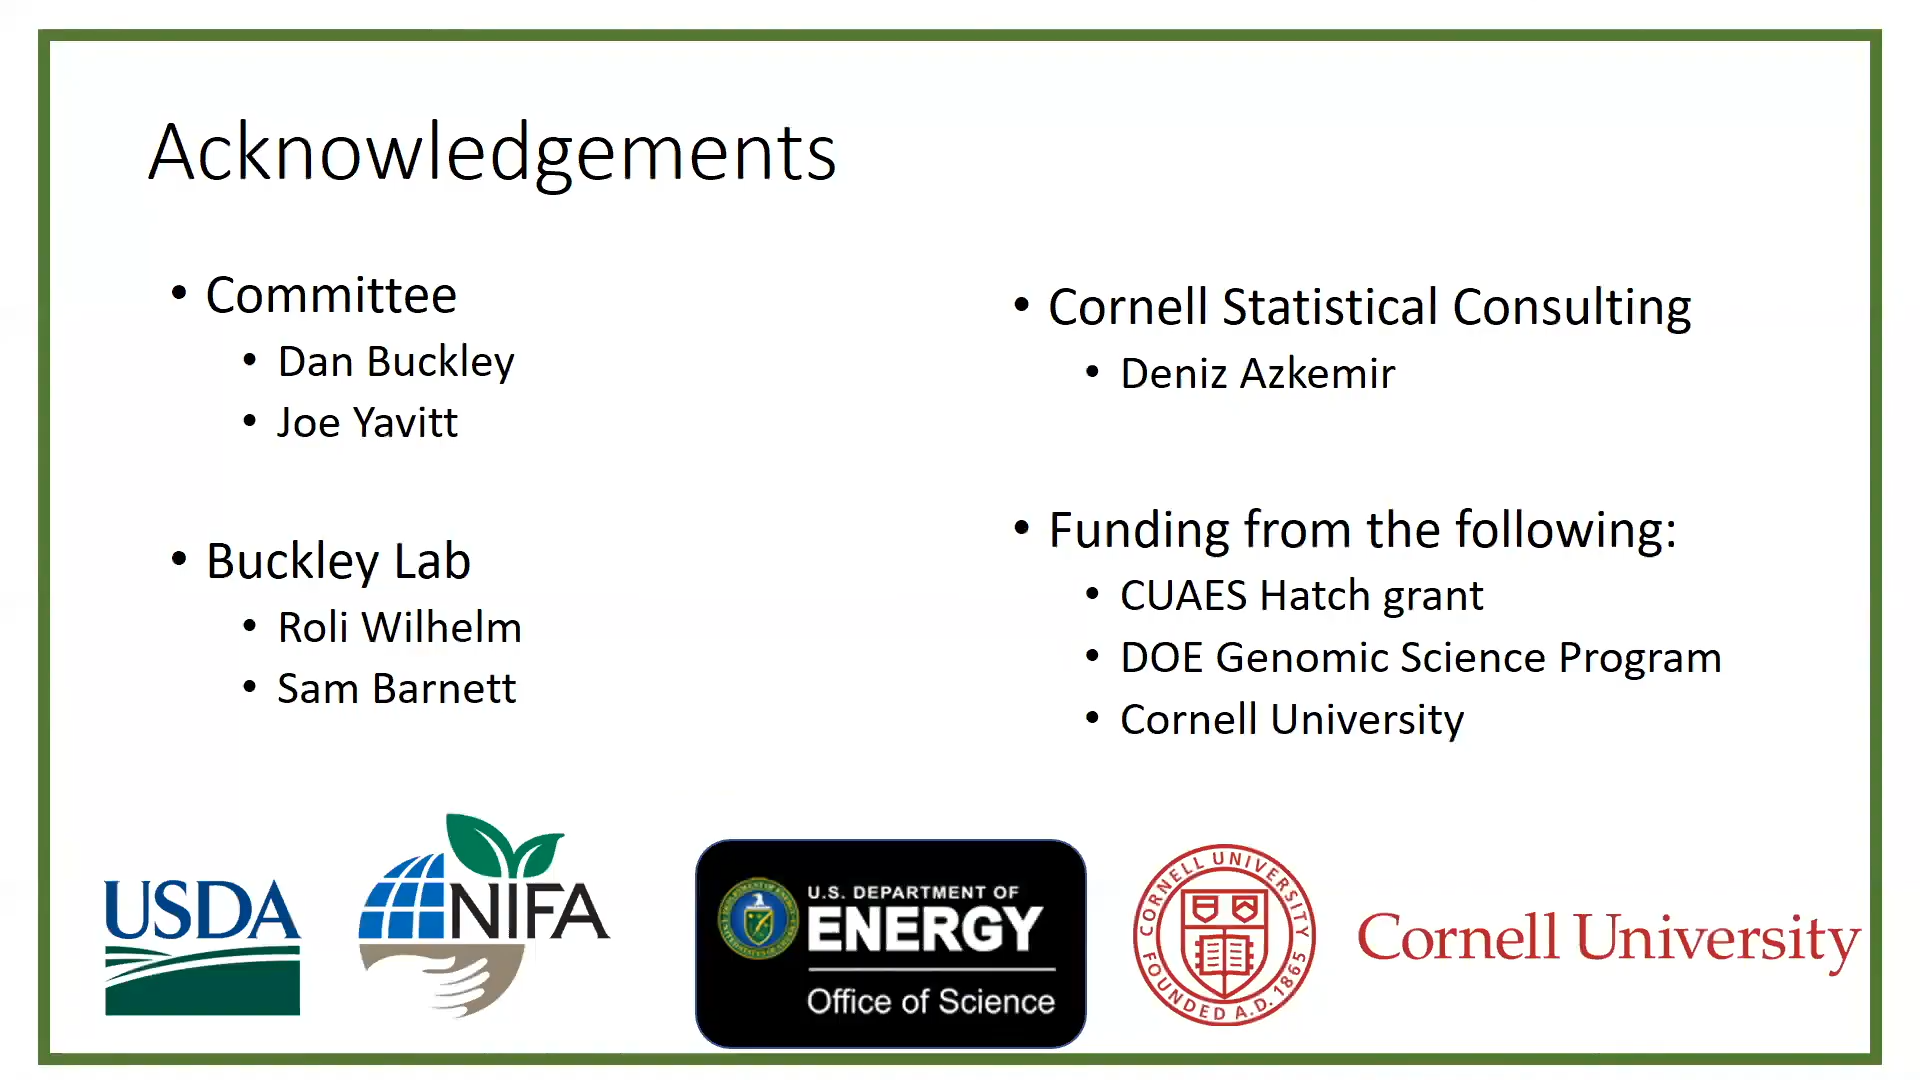 Acknowledgements
• Committee
• Dan Buckley
• Joe Yavitt
• Buckley Lab
• Roli Wilhelm
• Sam Barnett
• Cornell Statistical Consulting
• Deniz Azkemir
• Funding from the following:
• CUAES Hatch grant
• DOE Genomic Science Program
• Cornell University
USDA
NIFA
U.S. DEPARTMENT OF
ENERGY
Office of Science
CORNELL UNIVERSITY
FOUNDED A.D. 1865
Cornell University